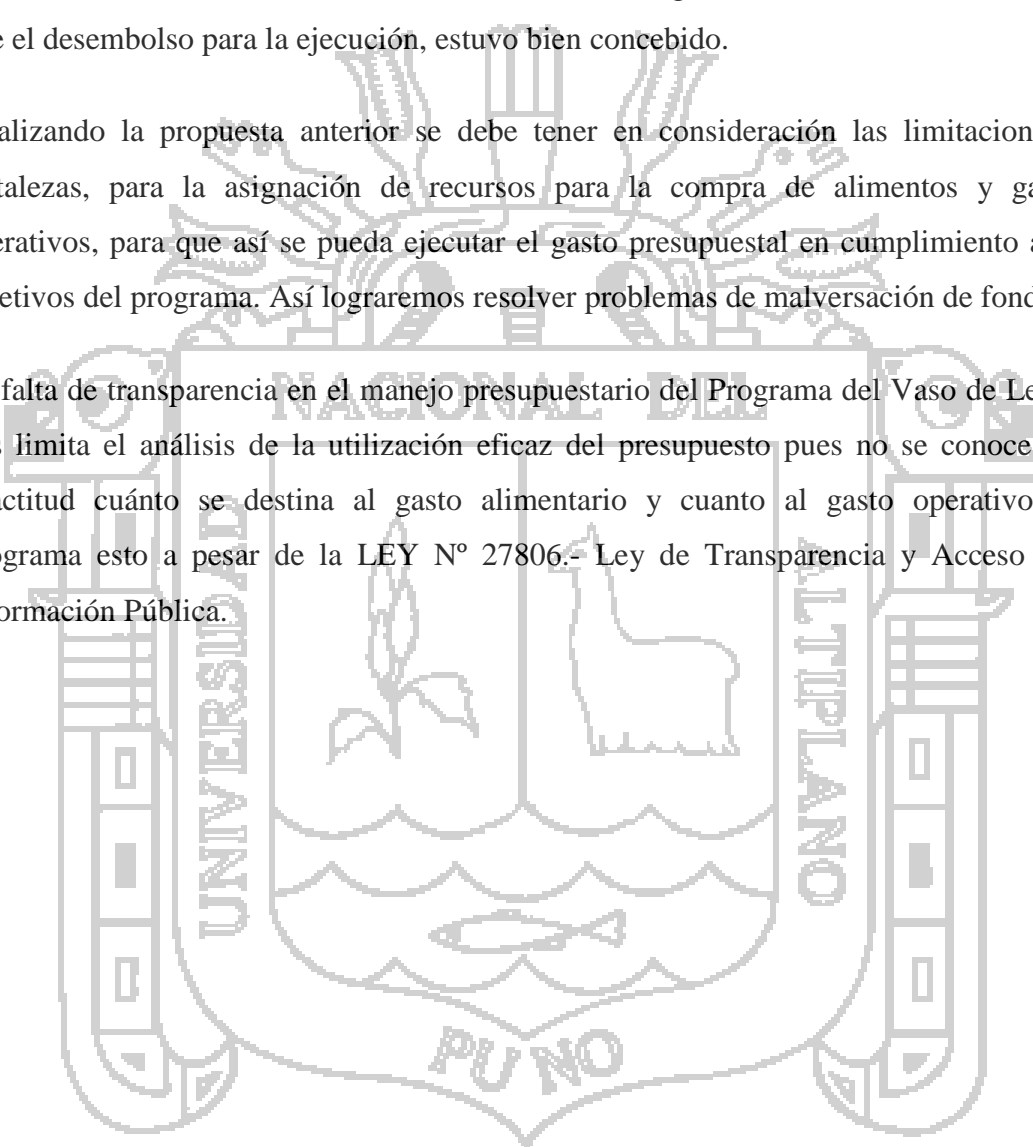 e el desembolso para la ejecución, estuvo bien concebido.
alizando la propuesta anterior se debe tener en consideración las limitacion
talezas, para la asignación de recursos para la compra de alimentos y ga
erativos, para que así se pueda ejecutar el gasto presupuestal en cumplimiento a
etivos del programa. Así lograremos resolver problemas de malversación de fond
falta de transparencia en el manejo presupuestario del Programa del Vaso de Le
s limita el análisis de la utilización eficaz del presupuesto pues no se conoce
actitud cuánto se destina al gasto alimentario y cuanto al gasto operativo
ograma esto a pesar de la LEY Nº 27806.- Ley de Transparencia y Acceso
ormación Pública.
NACIONAL DEL
UNIVERSIDAD
ALTIPLANO
PUNO